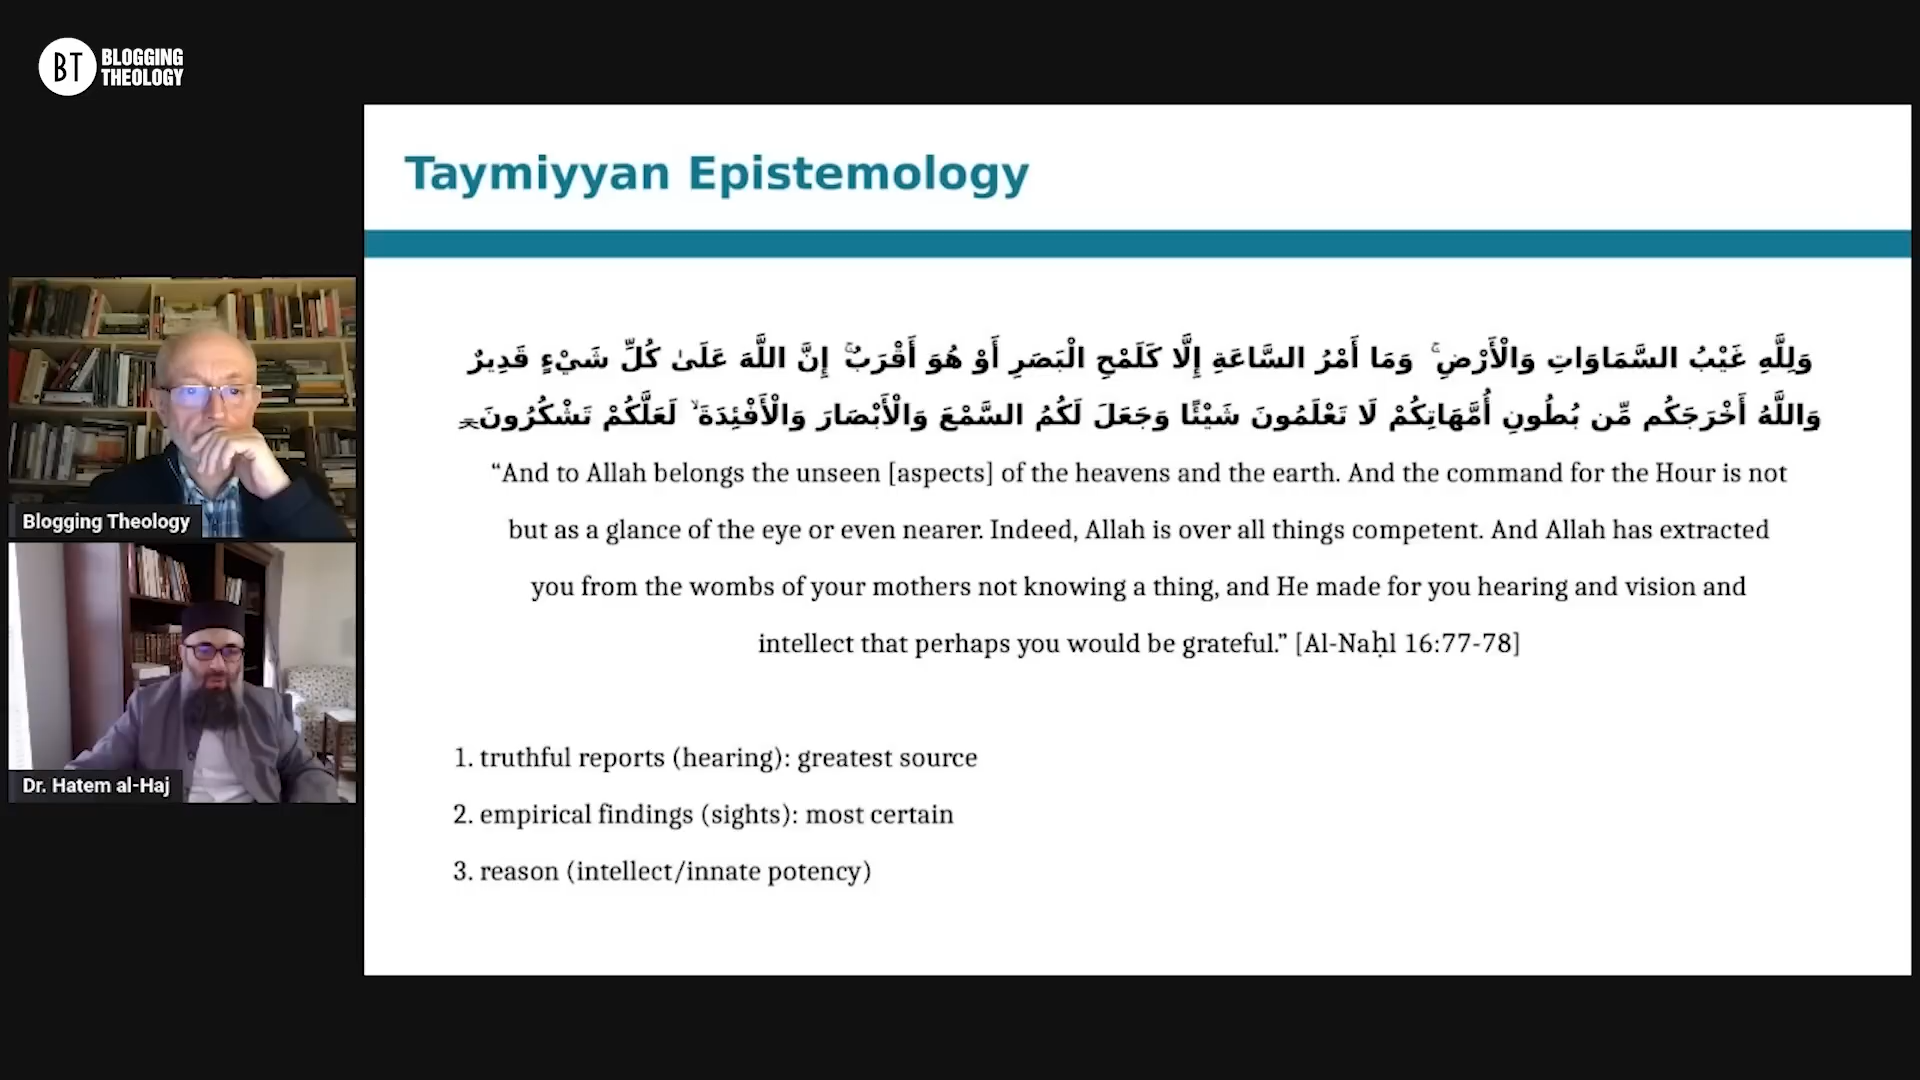 BT
BLOGGING
THEOLOGY
Taymiyyan Epistemology
وَلِلَّهِ غَيْبُ السَّمَاوَاتِ وَالْأَرْضِ ۚ وَمَا أَمْرُ السَّاعَةِ إِلَّا كَلَمْحِ الْبَصَرِ أَوْ هُوَ أَقْرَبُ ۚ إِنَّ اللَّهَ عَلَىٰ كُلِّ شَيْءٍ قَدِيرٌ
وَاللَّهُ أَخْرَجَكُم مِّن بُطُونِ أُمَّهَاتِكُمْ لَا تَعْلَمُونَ شَيْئًا وَجَعَلَ لَكُمُ السَّمْعَ وَالْأَبْصَارَ وَالْأَفْئِدَةَ ۙ لَعَلَّكُمْ تَشْكُرُونَ
“And to Allah belongs the unseen [aspects] of the heavens and the earth. And the command for the Hour is not
but as a glance of the eye or even nearer. Indeed, Allah is over all things competent. And Allah has extracted
you from the wombs of your mothers not knowing a thing, and He made for you hearing and vision and
intellect that perhaps you would be grateful.” [Al-Naḥl 16:77-78]
1. truthful reports (hearing): greatest source
2. empirical findings (sights): most certain
3. reason (intellect/innate potency)
Blogging Theology
Dr. Hatem al-Haj